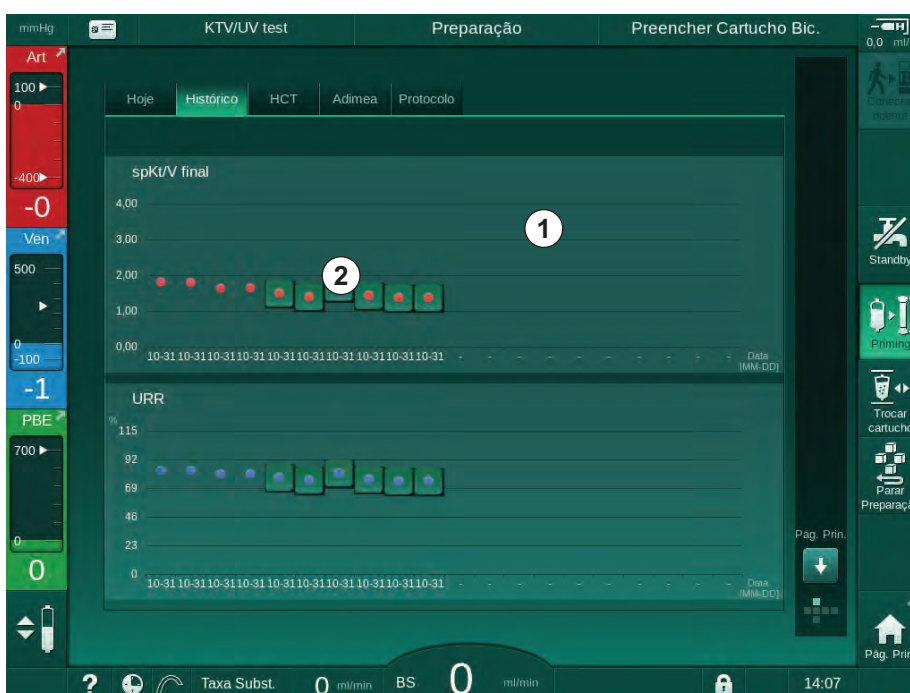 mmHg
KTV/UV test
Preparação
Preencher Cartucho Bic.
0,0 ml/
Art
100
0
-400
-0
Ven
500
0
-100
-1
PBE
700
0
0
Hoje
Histórico
HCT
Adimea
Protocolo
spKt/V final
4,00
3,00
2,00
1,00
0,00
1
2
10-31 10-31 10-31 10-31 10-31 10-31 10-31 10-31 10-31 10-31 - - - - - - - - - - Data
[MM-DD]
URR
%
115
92
69
46
23
0
10-31 10-31 10-31 10-31 10-31 10-31 10-31 10-31 10-31 10-31 - - - - - - - - - - Data
[MM-DD]
Pág. Prin.
Standby
Priming
Trocar
cartucho
Parar
Preparaçã
Pág. Prin
? Taxa Subst. 0 ml/min BS 0 ml/min 14:07